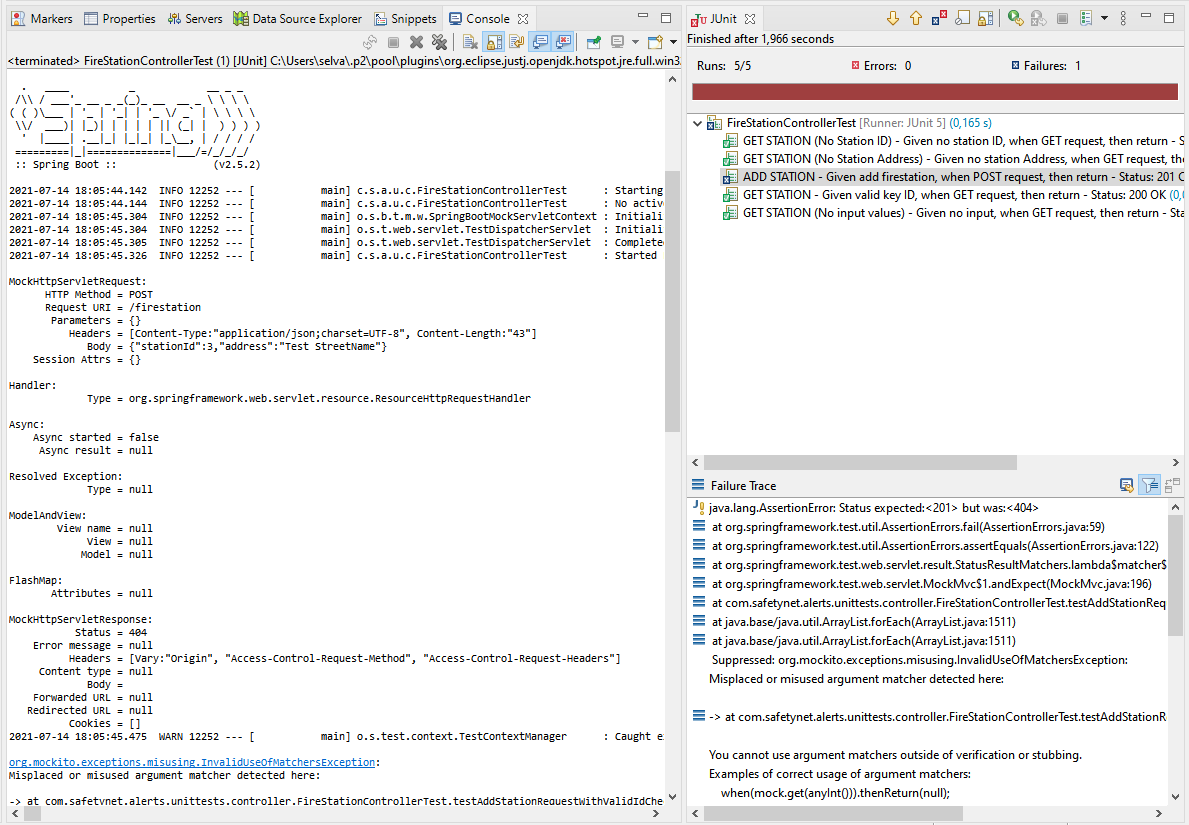 Markers Properties Servers Data Source Explorer Snippets Console
<terminated> FireStationControllerTest (1) [JUnit] C:\Users\selva\.p2\pool\plugins\org.eclipse.justj.openjdk.hotspot.jre.full.win3
  .   ____          _            __ _ _
 /\\ / ___'_ __ _ _(_)_ __  __ _ \ \ \ \
( ( )\___ | '_ | '_| | '_ \/ _` | \ \ \ \
 \\/  ___)| |_)| | | | | || (_| |  ) ) ) )
  '  |____| .__|_| |_|_| |_\__, | / / / /
 =========|_|==============|___/=/_/_/_/
 :: Spring Boot ::                (v2.5.2)
2021-07-14 18:05:44.142  INFO 12252 --- [           main] c.s.a.u.c.FireStationControllerTest      : Starting
2021-07-14 18:05:44.144  INFO 12252 --- [           main] c.s.a.u.c.FireStationControllerTest      : No activ
2021-07-14 18:05:45.304  INFO 12252 --- [           main] o.s.b.t.m.w.SpringBootMockServletContext : Initiali
2021-07-14 18:05:45.304  INFO 12252 --- [           main] o.s.t.web.servlet.TestDispatcherServlet  : Initiali
2021-07-14 18:05:45.305  INFO 12252 --- [           main] o.s.t.web.servlet.TestDispatcherServlet  : Complete
2021-07-14 18:05:45.326  INFO 12252 --- [           main] c.s.a.u.c.FireStationControllerTest      : Started
MockHttpServletRequest:
HTTP Method = POST
Request URI = /firestation
Parameters = {}
Headers = [Content-Type:"application/json;charset=UTF-8", Content-Length:"43"]
Body = {"stationId":3,"address":"Test StreetName"}
Session Attrs = {}
Handler:
Type = org.springframework.web.servlet.resource.ResourceHttpRequestHandler
Async:
Async started = false
Async result = null
Resolved Exception:
Type = null
ModelAndView:
View name = null
View = null
Model = null
FlashMap:
Attributes = null
MockHttpServletResponse:
Status = 404
Error message = null
Headers = [Vary:"Origin", "Access-Control-Request-Method", "Access-Control-Request-Headers"]
Content type = null
Body =
Forwarded URL = null
Redirected URL = null
Cookies = []
2021-07-14 18:05:45.475  WARN 12252 --- [           main] o.s.test.context.TestContextManager      : Caught e
org.mockito.exceptions.misusing.InvalidUseOfMatchersException:
Misplaced or misused argument matcher detected here:
-> at com.safetynet.alerts.unittests.controller.FireStationControllerTest.testAddStationRequestWithValidIdChe
JUnit
Finished after 1,966 seconds
Runs: 5/5 Errors: 0 Failures: 1
FireStationControllerTest [Runner: JUnit 5] (0,165 s)
GET STATION (No Station ID) - Given no station ID, when GET request, then return - S
GET STATION (No Station Address) - Given no station Address, when GET request, the
ADD STATION - Given add firestation, when POST request, then return - Status: 201 C
GET STATION - Given valid key ID, when GET request, then return - Status: 200 OK (0,
GET STATION (No input values) - Given no input, when GET request, then return - Sta
Failure Trace
java.lang.AssertionError: Status expected:<201> but was:<404>
at org.springframework.test.util.AssertionErrors.fail(AssertionErrors.java:59)
at org.springframework.test.util.AssertionErrors.assertEquals(AssertionErrors.java:122)
at org.springframework.test.web.servlet.result.StatusResultMatchers.lambda$matcher$
at org.springframework.test.web.servlet.MockMvc$1.andExpect(MockMvc.java:196)
at com.safetynet.alerts.unittests.controller.FireStationControllerTest.testAddStationReq
at java.base/java.util.ArrayList.forEach(ArrayList.java:1511)
at java.base/java.util.ArrayList.forEach(ArrayList.java:1511)
Suppressed: org.mockito.exceptions.misusing.InvalidUseOfMatchersException:
Misplaced or misused argument matcher detected here:
-> at com.safetynet.alerts.unittests.controller.FireStationControllerTest.testAddStationR
You cannot use argument matchers outside of verification or stubbing.
Examples of correct usage of argument matchers:
when(mock.get(anyInt())).thenReturn(null);